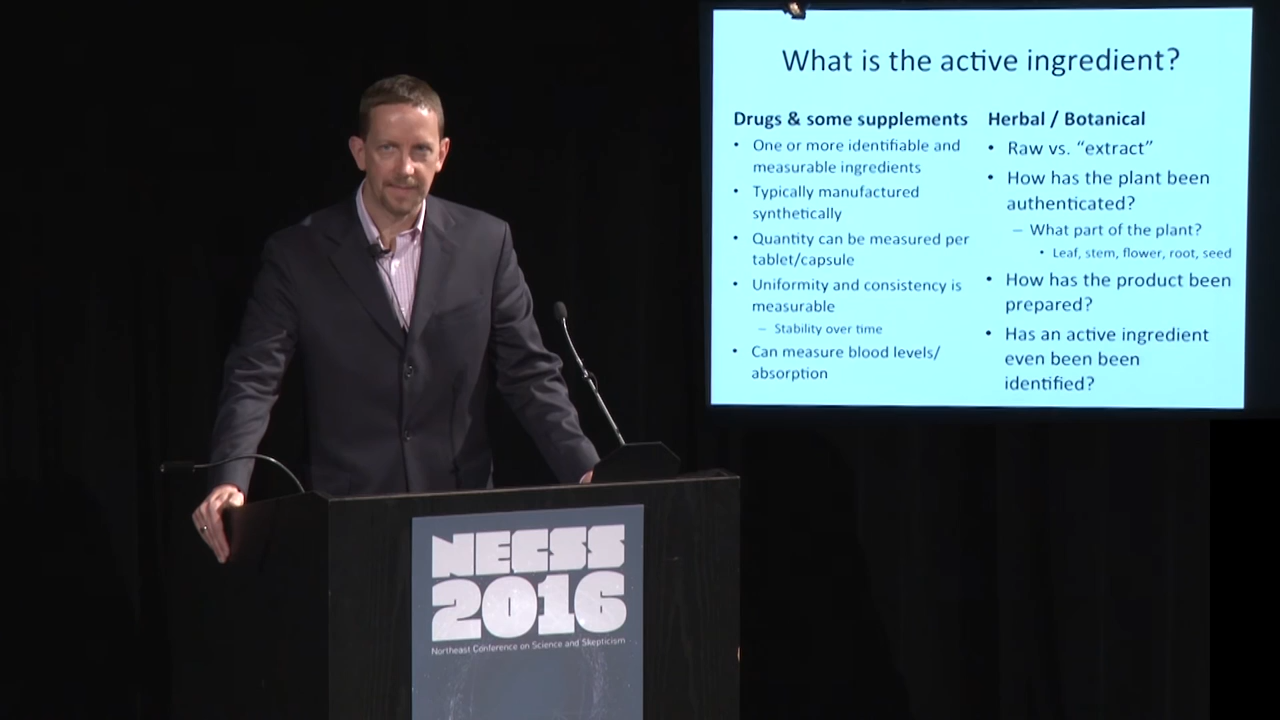 What is the active ingredient?
Drugs & some supplements
• One or more identifiable and
measurable ingredients
• Typically manufactured
synthetically
• Quantity can be measured per
tablet/capsule
• Uniformity and consistency is
measurable
– Stability over time
• Can measure blood levels/
absorption
Herbal / Botanical
• Raw vs. “extract”
• How has the plant been
authenticated?
– What part of the plant?
• Leaf, stem, flower, root, seed
• How has the product been
prepared?
• Has an active ingredient
even been been
identified?
NECSS
2016
Northeast Conference on Science and Skepticism